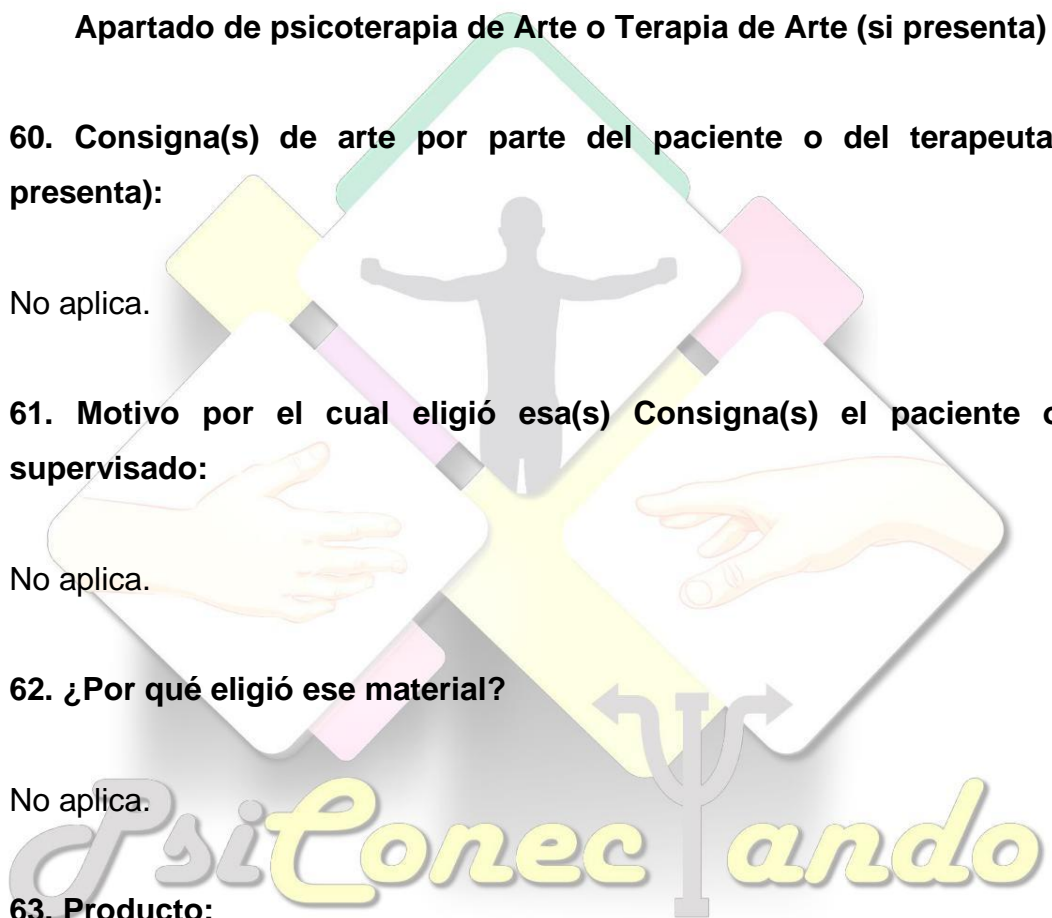 Apartado de psicoterapia de Arte o Terapia de Arte (si presenta)
60. Consigna(s) de arte por parte del paciente o del terapeuta
presenta):
No aplica.
61. Motivo por el cual eligió esa(s) Consigna(s) el paciente o
supervisado:
No aplica.
62. ¿Por qué eligió ese material?
No aplica.
PsiConec ando
63. Producto: